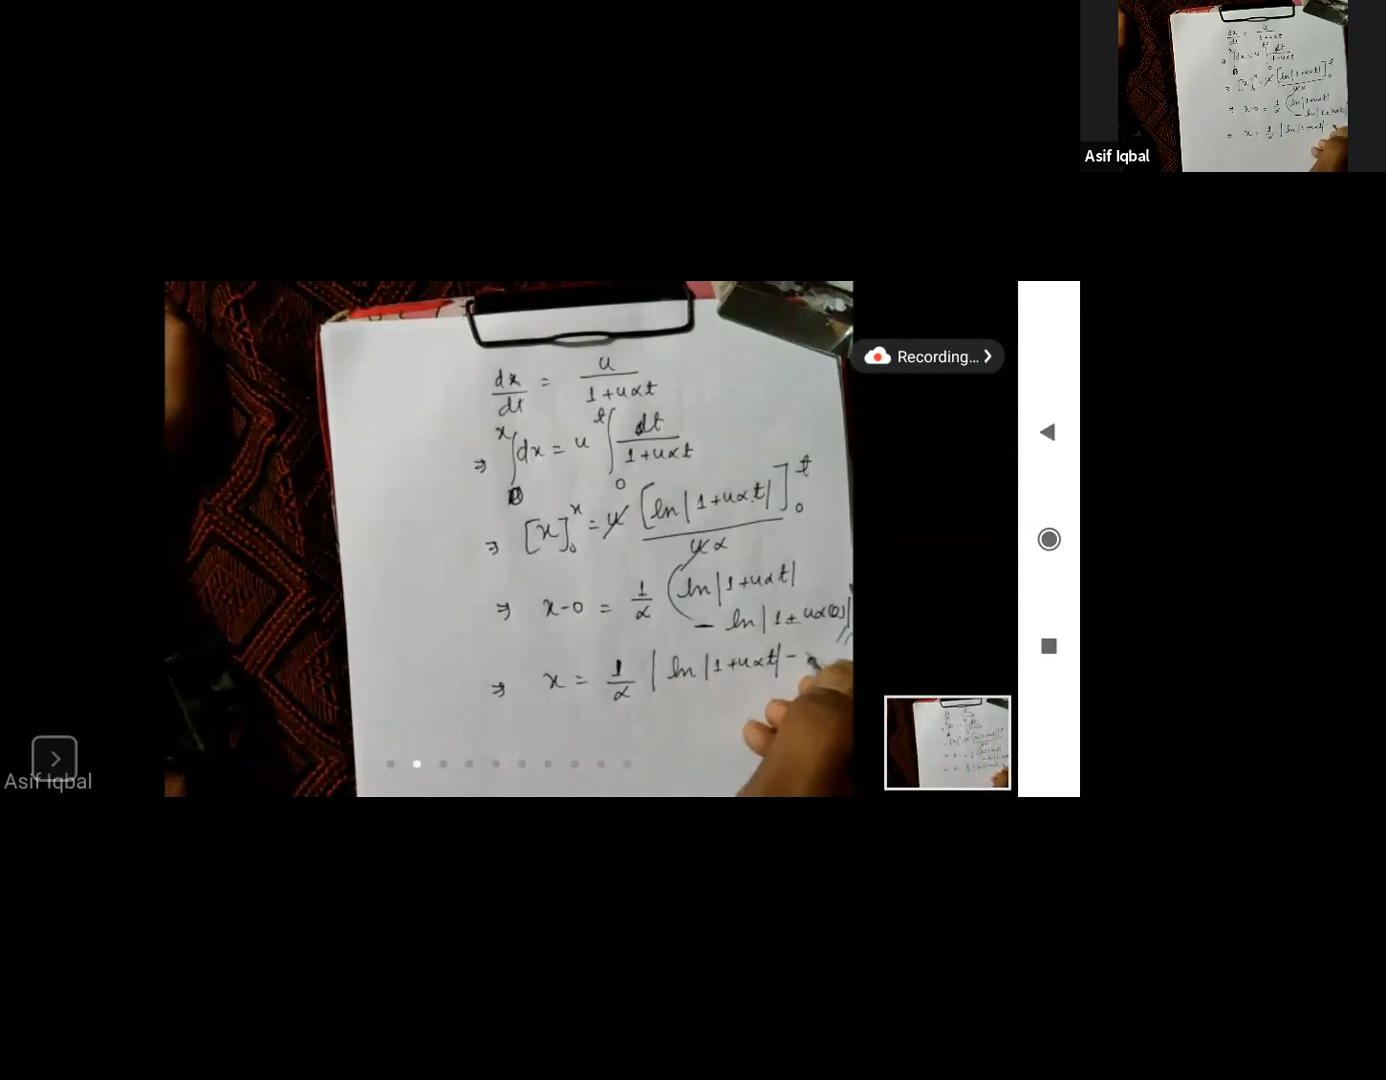 Asif Iqbal
dx/dt = u/1+uαt
⇒ ∫₀ˣ dx = u ∫₀ᵗ dt/1+uαt
⇒ [x]₀ˣ = u [ln|1+uαt|]₀ᵗ/uα
⇒ x-0 = 1/α (ln|1+uαt|
- ln|1+uα(0)|
⇒ x = 1/α | ln|1+uαt| -
Recording...
Asif Iqbal